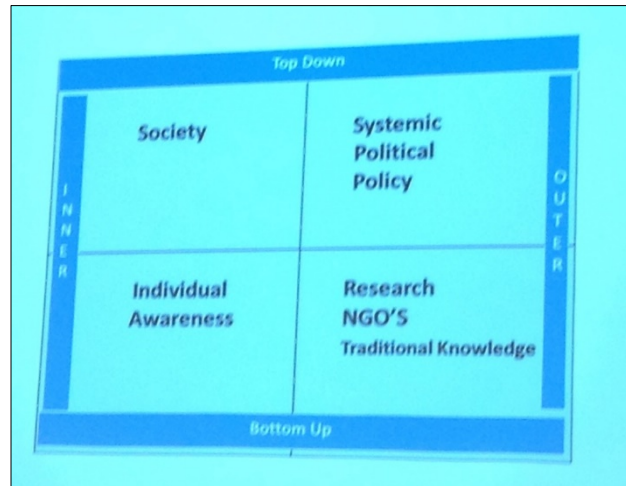 Top Down
Society
Systemic
Political
Policy
INNER
OUTER
Individual
Awareness
Research
NGO'S
Traditional Knowledge
Bottom Up